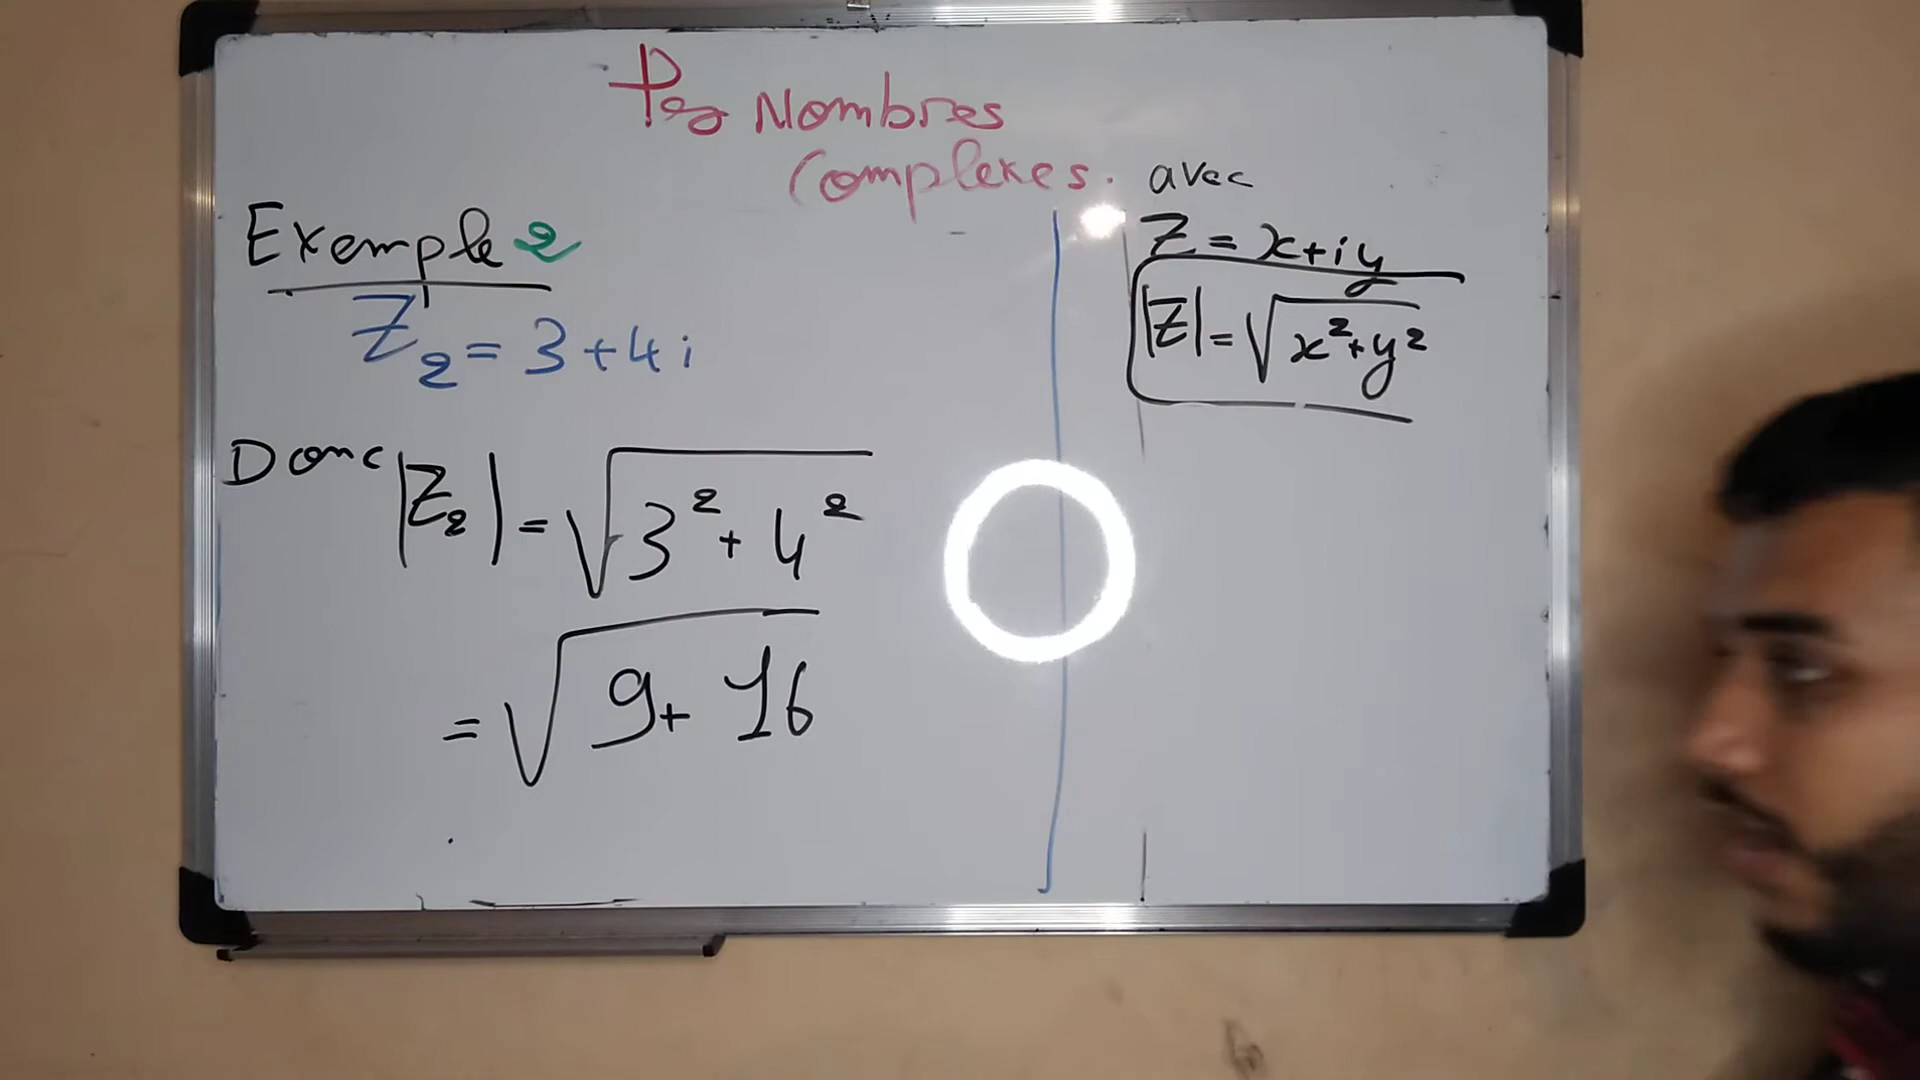 Les Nombres
Complexes.
Exemple 2
Z₂ = 3 + 4i
Donc |Z₂| = √(3² + 4²)
= √(9 + 16)
avec
Z = x + iy
|Z| = √(x² + y²)